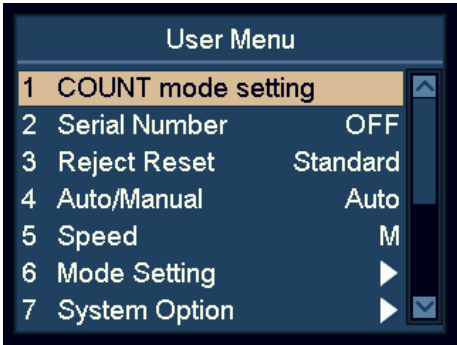 User Menu
1 COUNT mode setting
2 Serial Number OFF
3 Reject Reset Standard
4 Auto/Manual Auto
5 Speed M
6 Mode Setting
7 System Option